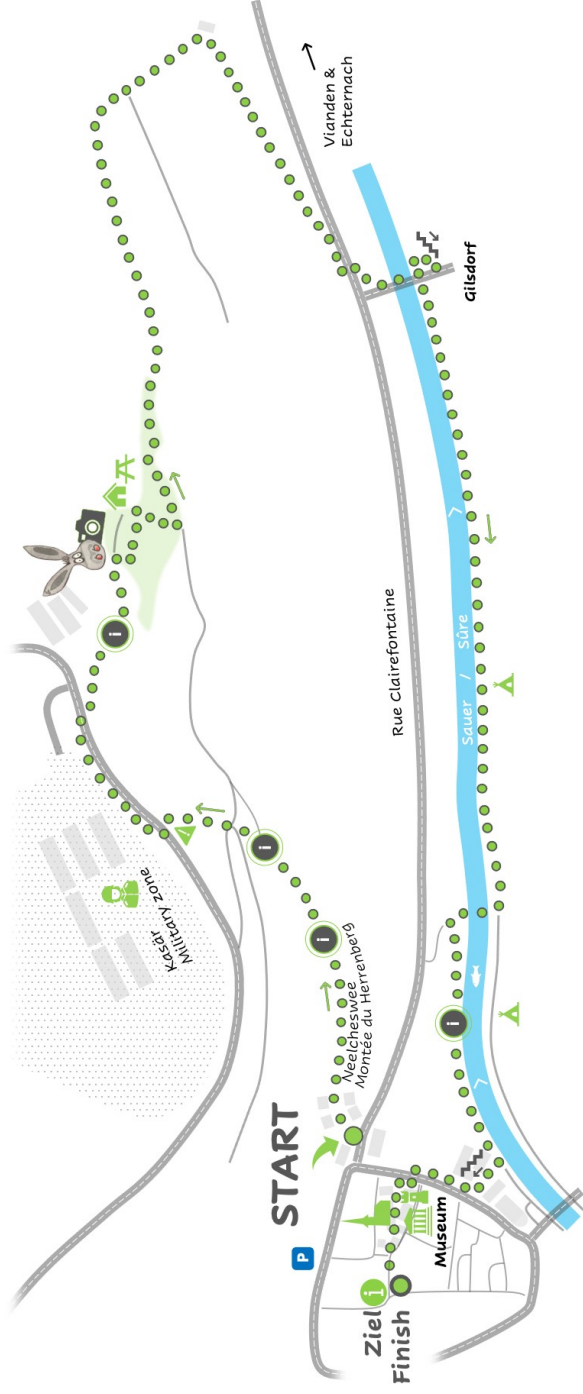 START
P
Ziel
Finish
Museum
Neelcheswee
Montée du Herrenberg
Kasär
Military zone
Rue Clairefontaine
Sauer / Sûre
Gilsdorf
Vianden &
Echternach
i
i
i
i
i
!